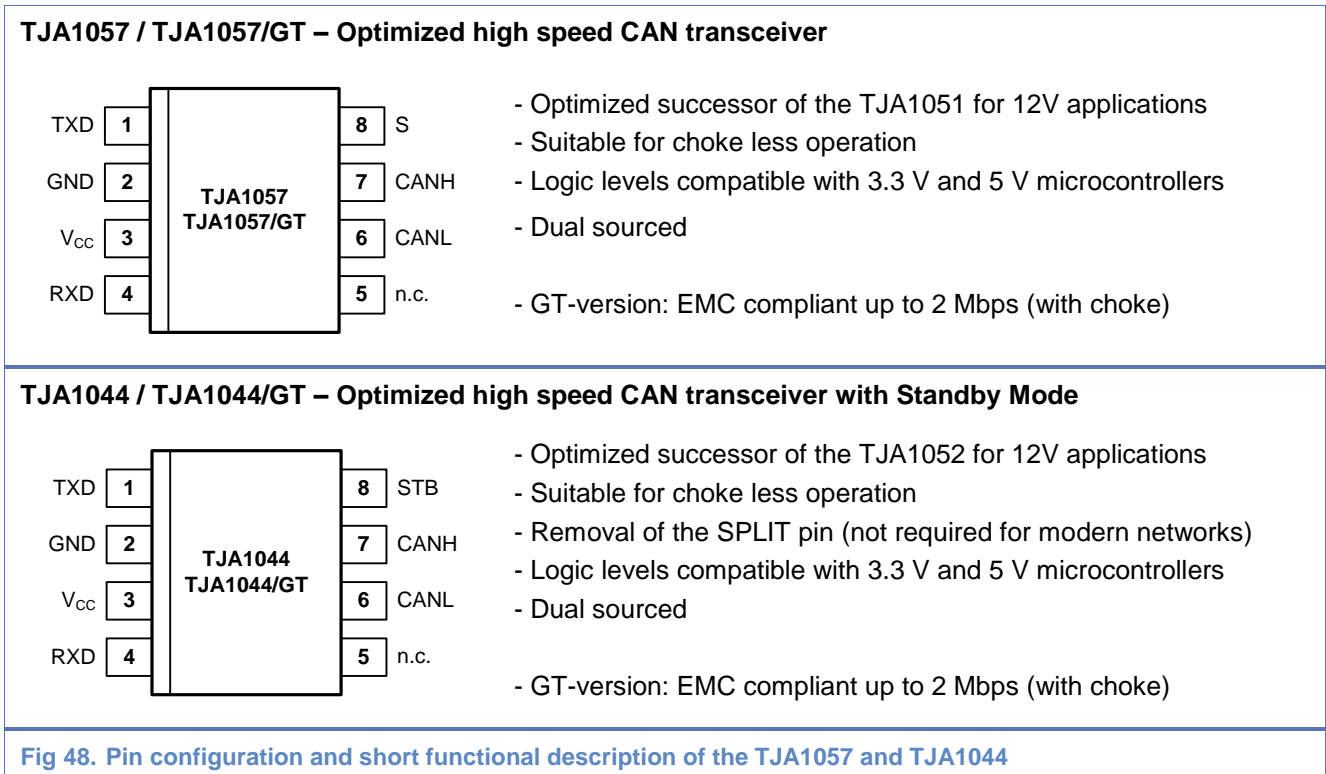 TJA1057 / TJA1057/GT – Optimized high speed CAN transceiver
TXD 1
GND 2
VCC 3
RXD 4
TJA1057
TJA1057/GT
8 S
7 CANH
6 CANL
5 n.c.
- Optimized successor of the TJA1051 for 12V applications
- Suitable for choke less operation
- Logic levels compatible with 3.3 V and 5 V microcontrollers
- Dual sourced
- GT-version: EMC compliant up to 2 Mbps (with choke)
TJA1044 / TJA1044/GT – Optimized high speed CAN transceiver with Standby Mode
TXD 1
GND 2
VCC 3
RXD 4
TJA1044
TJA1044/GT
8 STB
7 CANH
6 CANL
5 n.c.
- Optimized successor of the TJA1052 for 12V applications
- Suitable for choke less operation
- Removal of the SPLIT pin (not required for modern networks)
- Logic levels compatible with 3.3 V and 5 V microcontrollers
- Dual sourced
- GT-version: EMC compliant up to 2 Mbps (with choke)
Fig 48. Pin configuration and short functional description of the TJA1057 and TJA1044